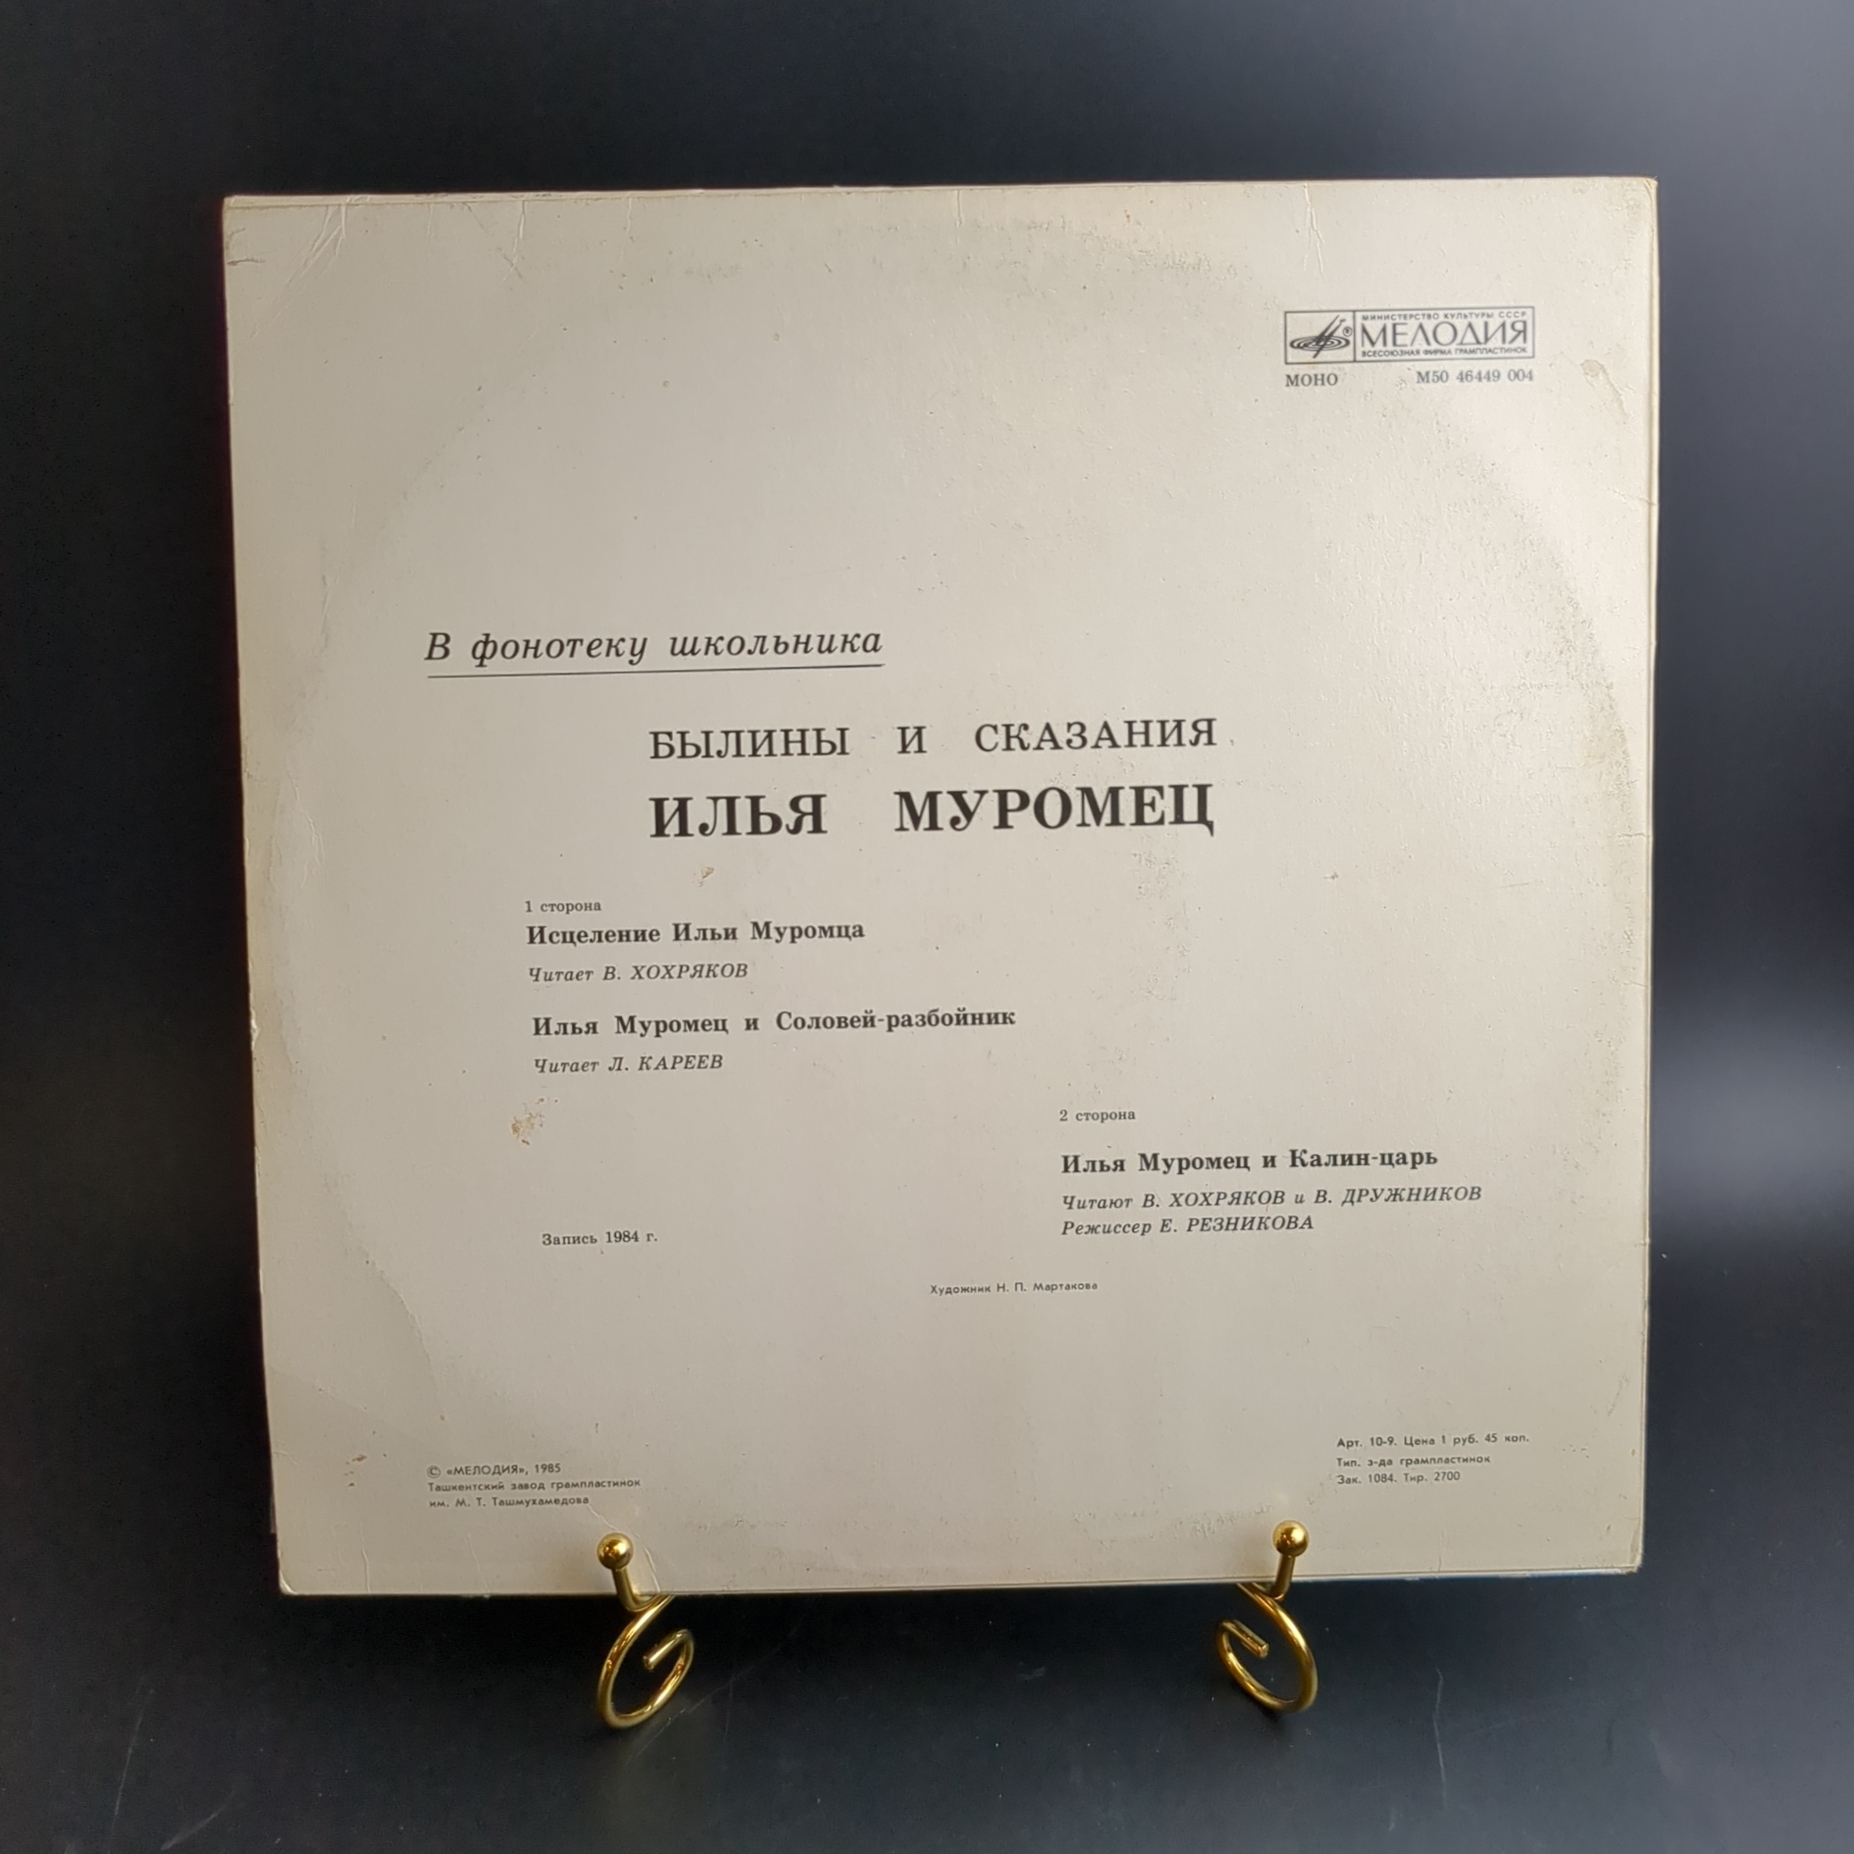 МИНИСТЕРСТВО КУЛЬТУРЫ СССР
МЕЛОДИЯ
ВСЕСОЮЗНАЯ ФИРМА ГРАМПЛАСТИНОК
МОНО М50 46449 004
В фонотеку школьника
БЫЛИНЫ И СКАЗАНИЯ
ИЛЬЯ МУРОМЕЦ
1 сторона
Исцеление Ильи Муромца
Читает В. ХОХРЯКОВ
Илья Муромец и Соловей-разбойник
Читает Л. КАРЕЕВ
2 сторона
Илья Муромец и Калин-царь
Читают В. ХОХРЯКОВ и В. ДРУЖНИКОВ
Режиссер Е. РЕЗНИКОВА
Запись 1984 г.
Художник Н. П. Мартакова
© «МЕЛОДИЯ», 1985
Ташкентский завод грампластинок
им. М. Т. Ташмухамедова
Арт. 10-9. Цена 1 руб. 45 коп.
Тип. з-да грампластинок
Зак. 1084. Тир. 2700